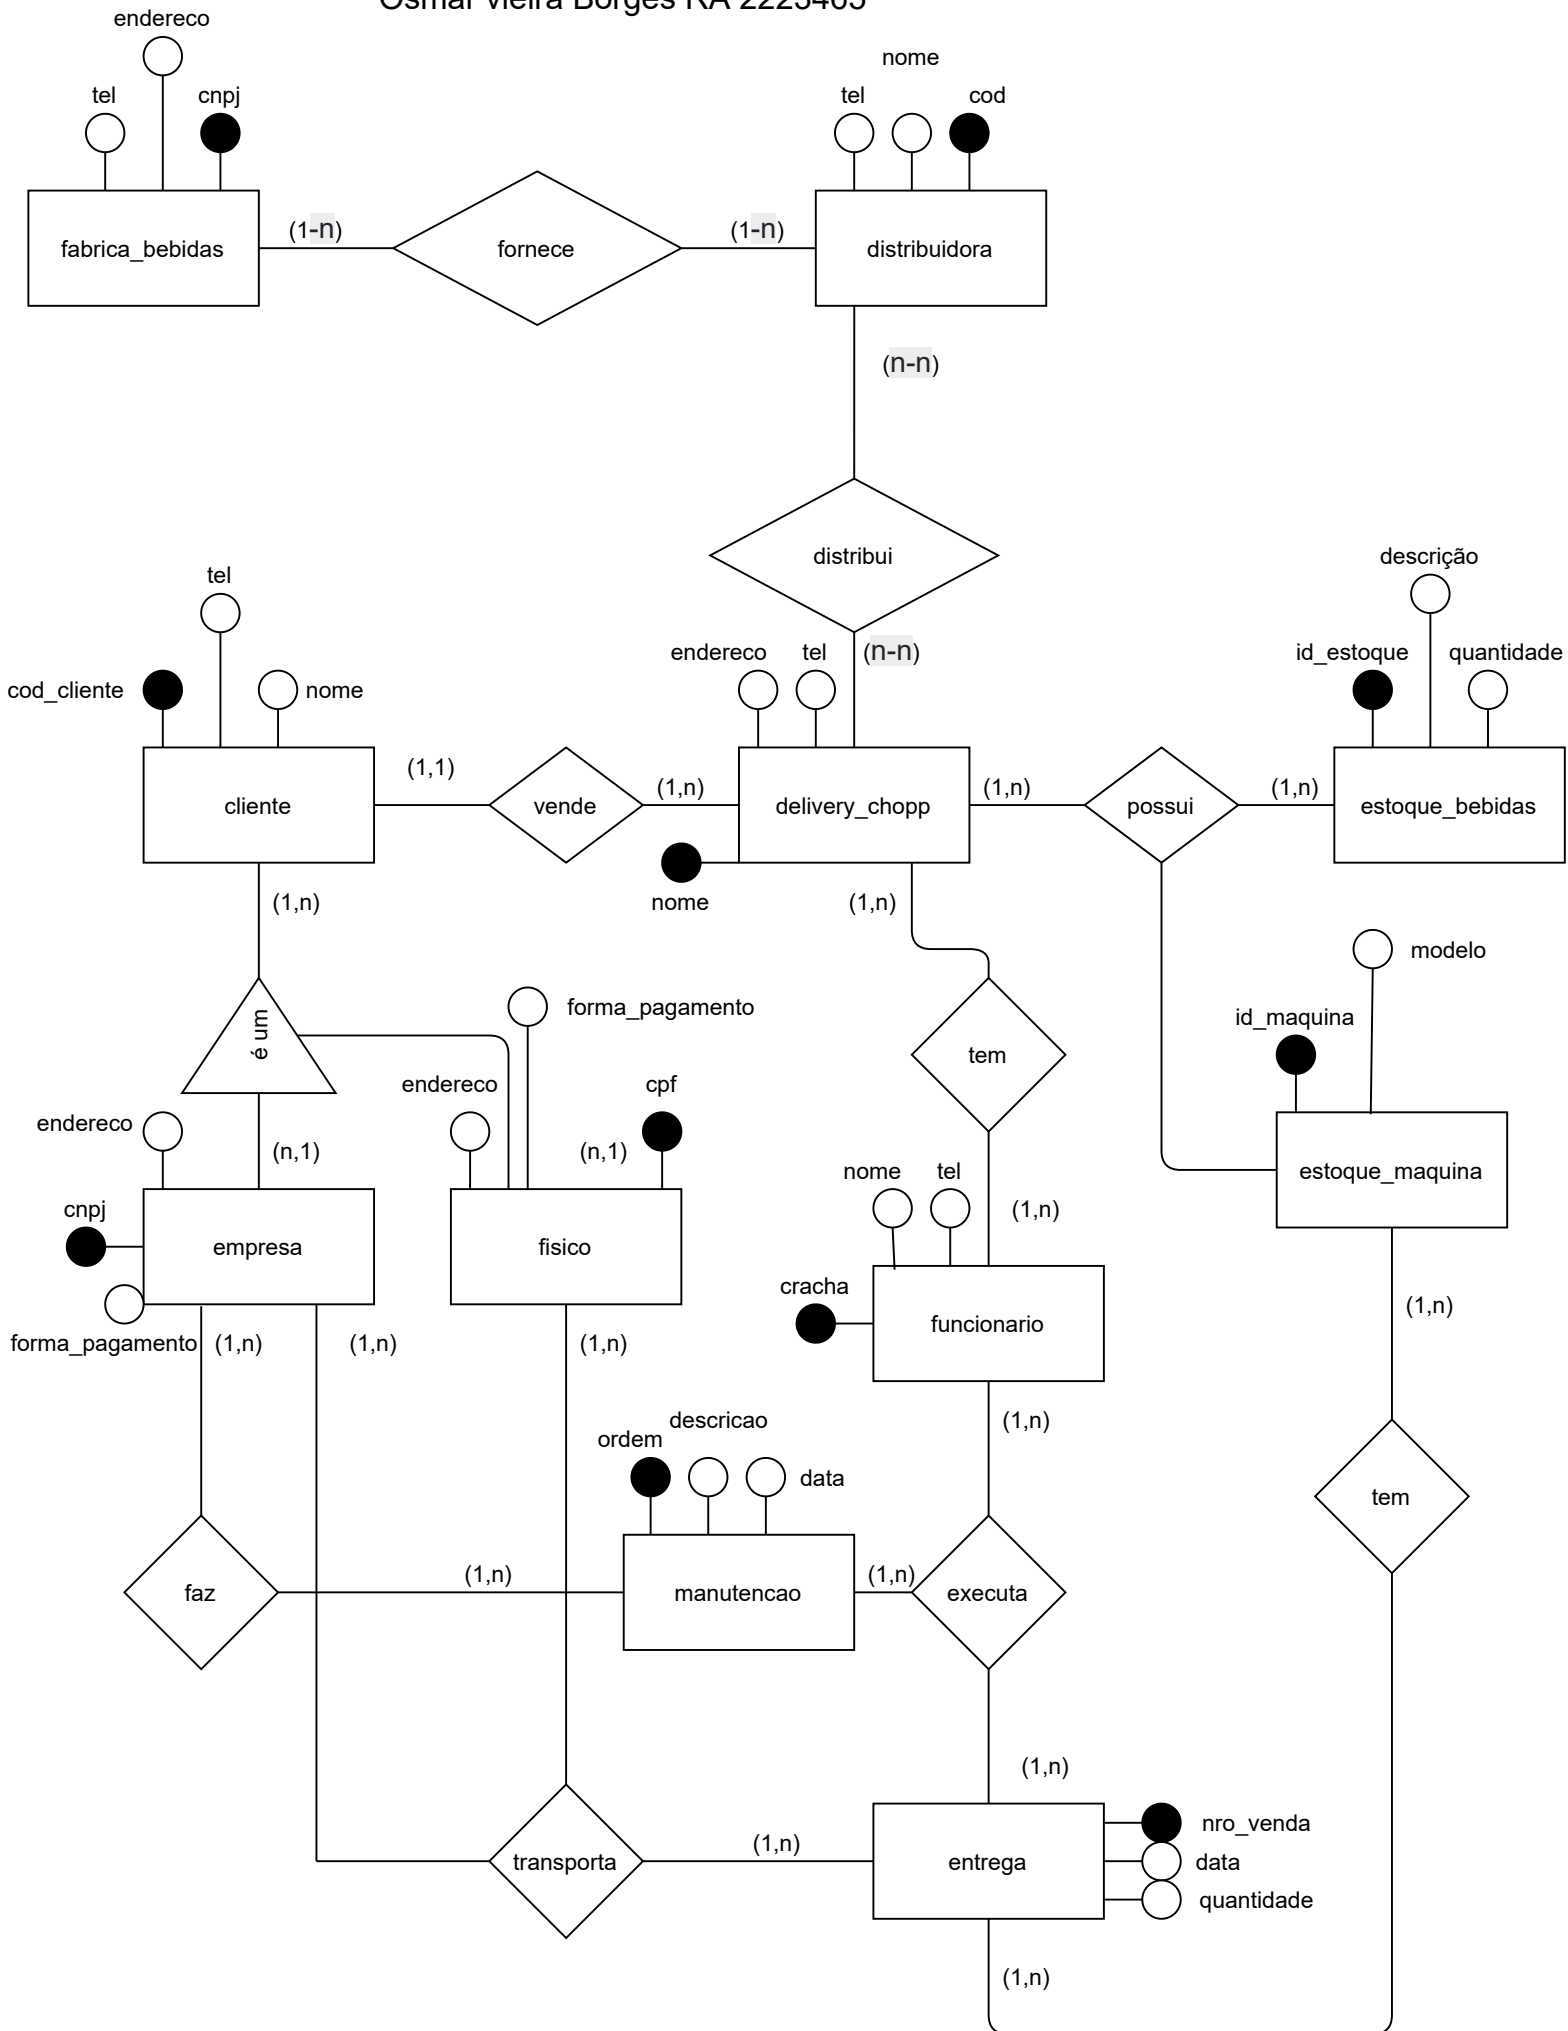 Osmar vieira Borges RA 2223465
endereco
nome
tel
cnpj
tel
cod
fabrica_bebidas
(1-n)
fornece
(1-n)
distribuidora
(n-n)
distribui
descrição
tel
endereco
tel
(n-n)
id_estoque
quantidade
cod_cliente
nome
cliente
(1,1)
vende
(1,n)
delivery_chopp
(1,n)
possui
(1,n)
estoque_bebidas
nome
(1,n)
(1,n)
modelo
é um
forma_pagamento
id_maquina
tem
endereco
cpf
endereco
(n,1)
(n,1)
nome
tel
estoque_maquina
cnpj
(1,n)
empresa
fisico
cracha
funcionario
(1,n)
forma_pagamento
(1,n)
(1,n)
(1,n)
descricao
(1,n)
ordem
data
tem
faz
(1,n)
manutencao
(1,n)
executa
(1,n)
nro_venda
transporta
(1,n)
entrega
data
quantidade
(1,n)